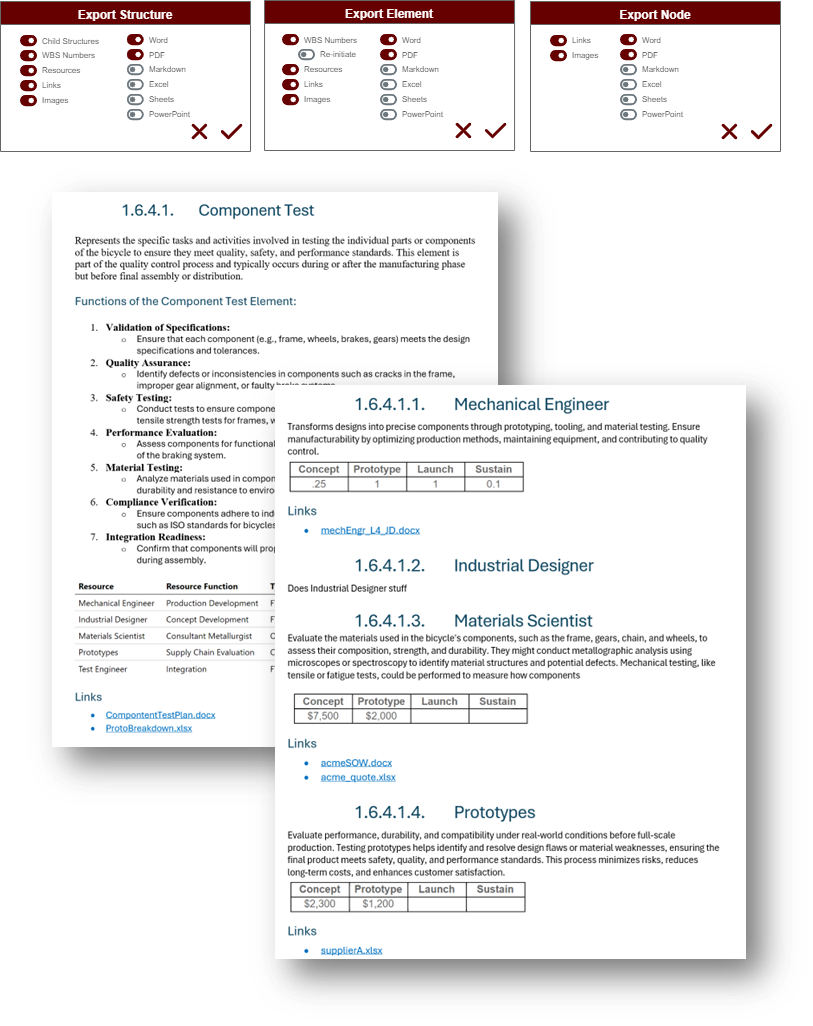 Export Structure
Child Structures
WBS Numbers
Resources
Links
Images
Word
PDF
Markdown
Excel
Sheets
PowerPoint
Export Element
WBS Numbers
Re-initiate
Resources
Links
Images
Word
PDF
Markdown
Excel
Sheets
PowerPoint
Export Node
Links
Images
Word
PDF
Markdown
Excel
Sheets
PowerPoint
1.6.4.1. Component Test
Represents the specific tasks and activities involved in testing the individual parts or components
of the bicycle to ensure they meet quality, safety, and performance standards. This element is
part of the quality control process and typically occurs during or after the manufacturing phase
but before final assembly or distribution.
Functions of the Component Test Element:
1. Validation of Specifications:
o Ensure that each component (e.g., frame, wheels, brakes, gears) meets the design
specifications and tolerances.
2. Quality Assurance:
o Identify defects or inconsistencies in components such as cracks in the frame,
improper gear alignment, or faulty brake systems.
3. Safety Testing:
o Conduct tests to ensure compone
tensile strength tests for frames, w
4. Performance Evaluation:
o Assess components for functional
of the braking system.
5. Material Testing:
o Analyze materials used in compon
durability and resistance to enviro
6. Compliance Verification:
o Ensure components adhere to ind
such as ISO standards for bicycles
7. Integration Readiness:
o Confirm that components will prop
during assembly.
Resource Resource Function T
Mechanical Engineer Production Development F
Industrial Designer Concept Development F
Materials Scientist Consultant Metallurgist
Prototypes Supply Chain Evaluation
Test Engineer Integration F
Links
• CompontentTestPlan.docx
• ProtoBreakdown.xlsx
1.6.4.1.1. Mechanical Engineer
Transforms designs into precise components through prototyping, tooling, and material testing. Ensure
manufacturability by optimizing production methods, maintaining equipment, and contributing to quality
control.
Concept Prototype Launch Sustain
.25 1 1 0.1
Links
• mechEngr_L4_JD.docx
1.6.4.1.2. Industrial Designer
Does Industrial Designer stuff
1.6.4.1.3. Materials Scientist
Evaluate the materials used in the bicycle's components, such as the frame, gears, chain, and wheels, to
assess their composition, strength, and durability. They might conduct metallographic analysis using
microscopes or spectroscopy to identify material structures and potential defects. Mechanical testing, like
tensile or fatigue tests, could be performed to measure how components
Concept Prototype Launch Sustain
$7,500 $2,000
Links
• acmeSOW.docx
• acme_quote.xlsx
1.6.4.1.4. Prototypes
Evaluate performance, durability, and compatibility under real-world conditions before full-scale
production. Testing prototypes helps identify and resolve design flaws or material weaknesses, ensuring the
final product meets safety, quality, and performance standards. This process minimizes risks, reduces
long-term costs, and enhances customer satisfaction.
Concept Prototype Launch Sustain
$2,300 $1,200
Links
• supplierA.xlsx